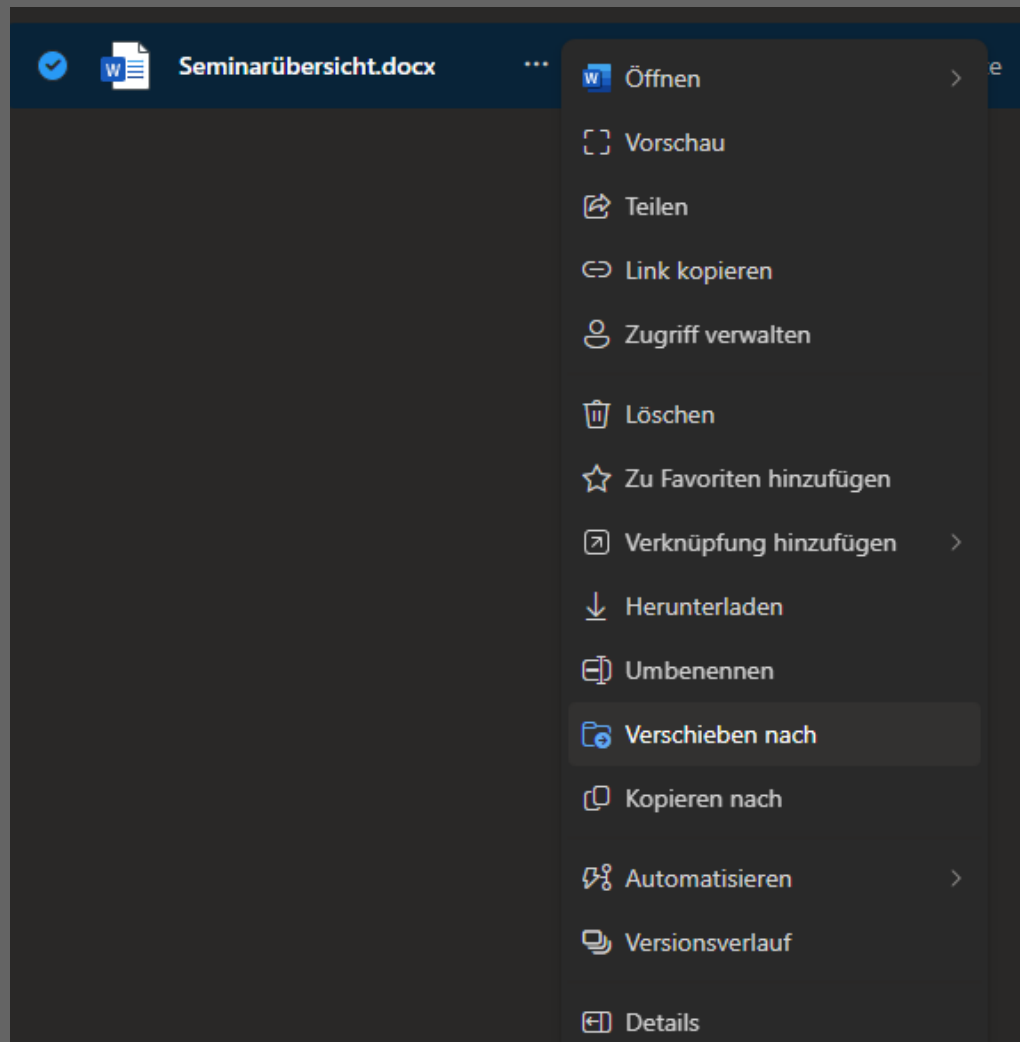 Seminarübersicht.docx
Öffnen
Vorschau
Teilen
Link kopieren
Zugriff verwalten
Löschen
Zu Favoriten hinzufügen
Verknüpfung hinzufügen
Herunterladen
Umbenennen
Verschieben nach
Kopieren nach
Automatisieren
Versionsverlauf
Details